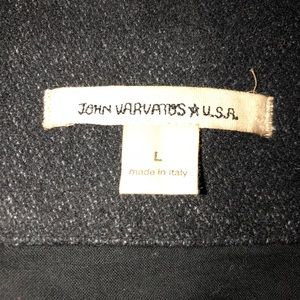 JOHN VARVATOS ☆ U.S.A.
L
made in italy